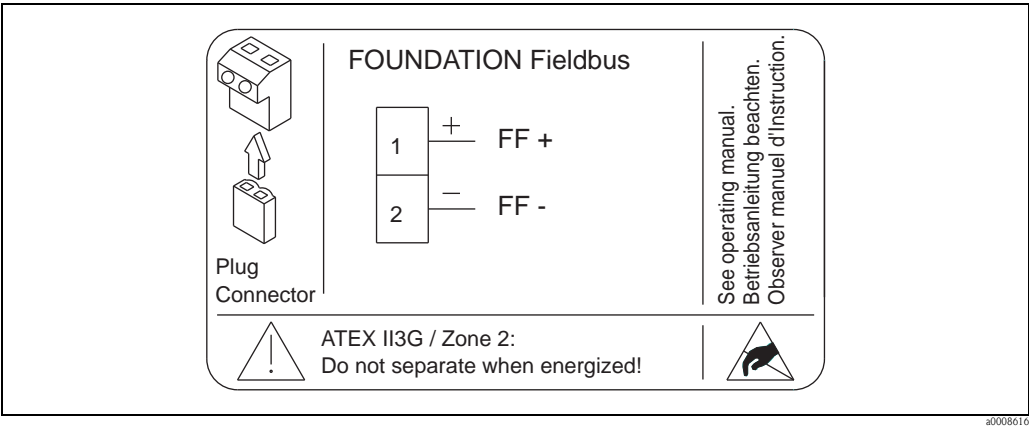 FOUNDATION Fieldbus
1 + FF +
2 - FF -
Plug
Connector
See operating manual.
Betriebsanleitung beachten.
Observer manuel d'Instruction.
ATEX II3G / Zone 2:
Do not separate when energized!
a0008616